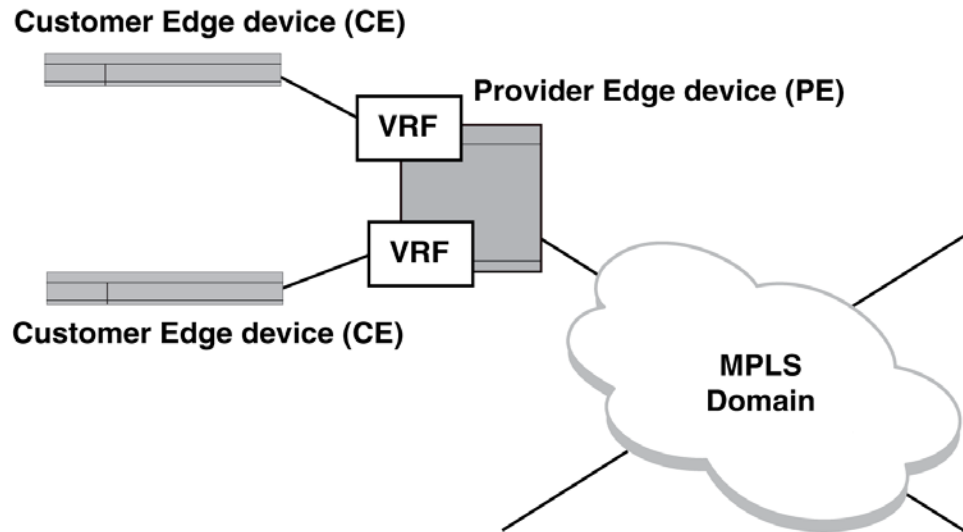 Customer Edge device (CE)
Provider Edge device (PE)
VRF
VRF
Customer Edge device (CE)
MPLS
Domain